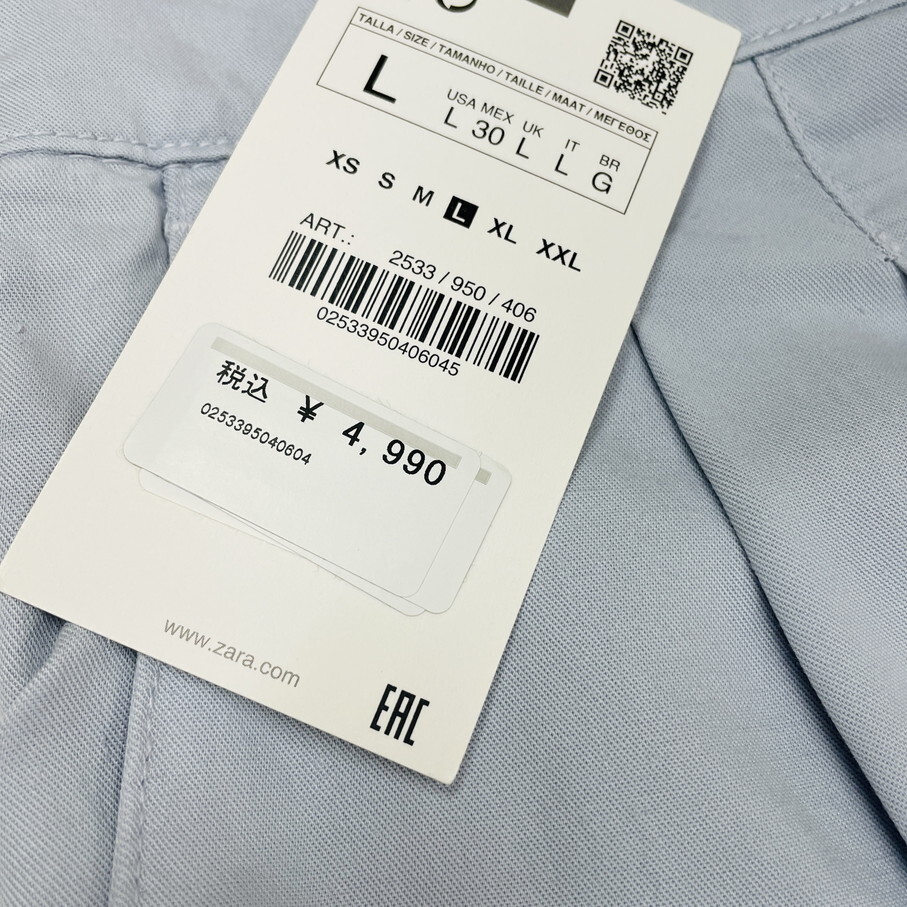 TALLA / SIZE / TAMANHO / TAILLE / MAAT / ΜΕΓΕΘΟΣ
L
USA MEX UK IT BR
L 30 L L G
XS S M L XL XXL
ART.: 2533 / 950 / 406
02533950406045
税込 ¥ 4,990
0253395040604
www.zara.com
EAC